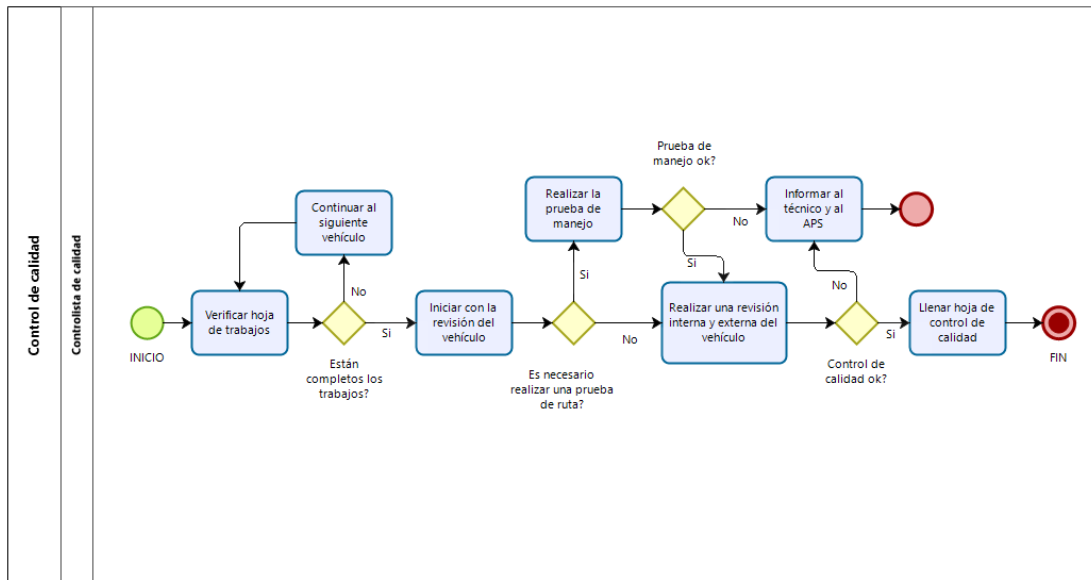 Control de calidad
Controlista de calidad
INICIO
Verificar hoja
de trabajos
Continuar al
siguiente
vehículo
No
Si
Están
completos los
trabajos?
Iniciar con la
revisión del
vehículo
Es necesario
realizar una prueba
de ruta?
Si
No
Realizar la
prueba de
manejo
Prueba de
manejo ok?
No
Si
Realizar una revisión
interna y externa del
vehículo
Informar al
técnico y al
APS
No
Si
Control de
calidad ok?
Llenar hoja de
control de
calidad
FIN